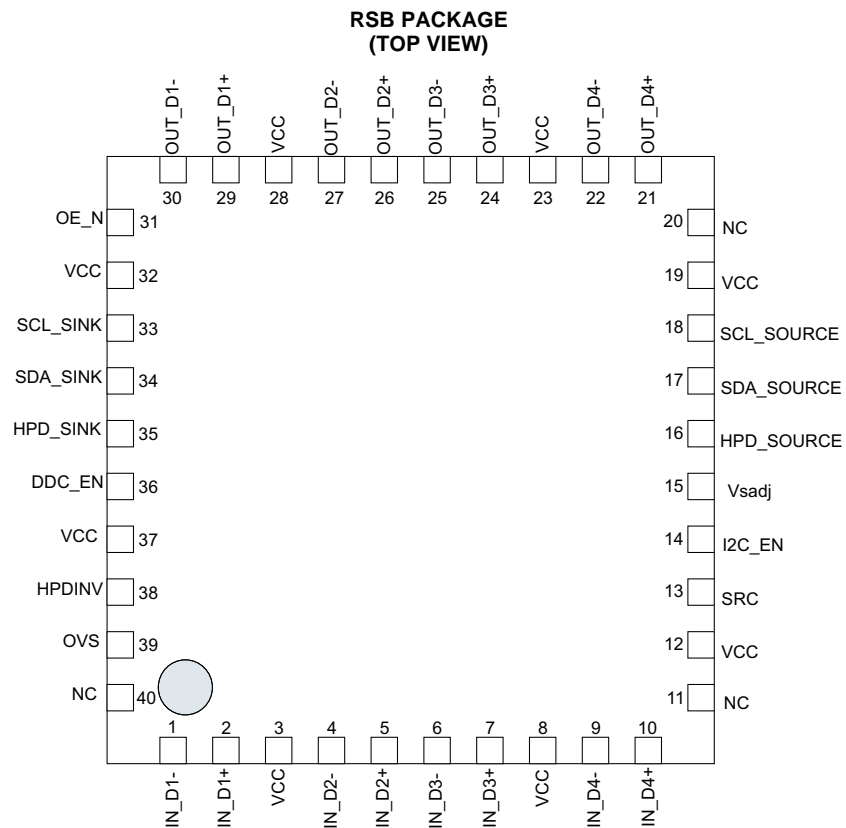 RSB PACKAGE
(TOP VIEW)
OUT_D1-
OUT_D1+
VCC
OUT_D2-
OUT_D2+
OUT_D3-
OUT_D3+
VCC
OUT_D4-
OUT_D4+
30 29 28 27 26 25 24 23 22 21
OE_N 31
VCC 32
SCL_SINK 33
SDA_SINK 34
HPD_SINK 35
DDC_EN 36
VCC 37
HPDINV 38
OVS 39
NC 40
20 NC
19 VCC
18 SCL_SOURCE
17 SDA_SOURCE
16 HPD_SOURCE
15 Vsadj
14 I2C_EN
13 SRC
12 VCC
11 NC
1 2 3 4 5 6 7 8 9 10
IN_D1-
IN_D1+
VCC
IN_D2-
IN_D2+
IN_D3-
IN_D3+
VCC
IN_D4-
IN_D4+